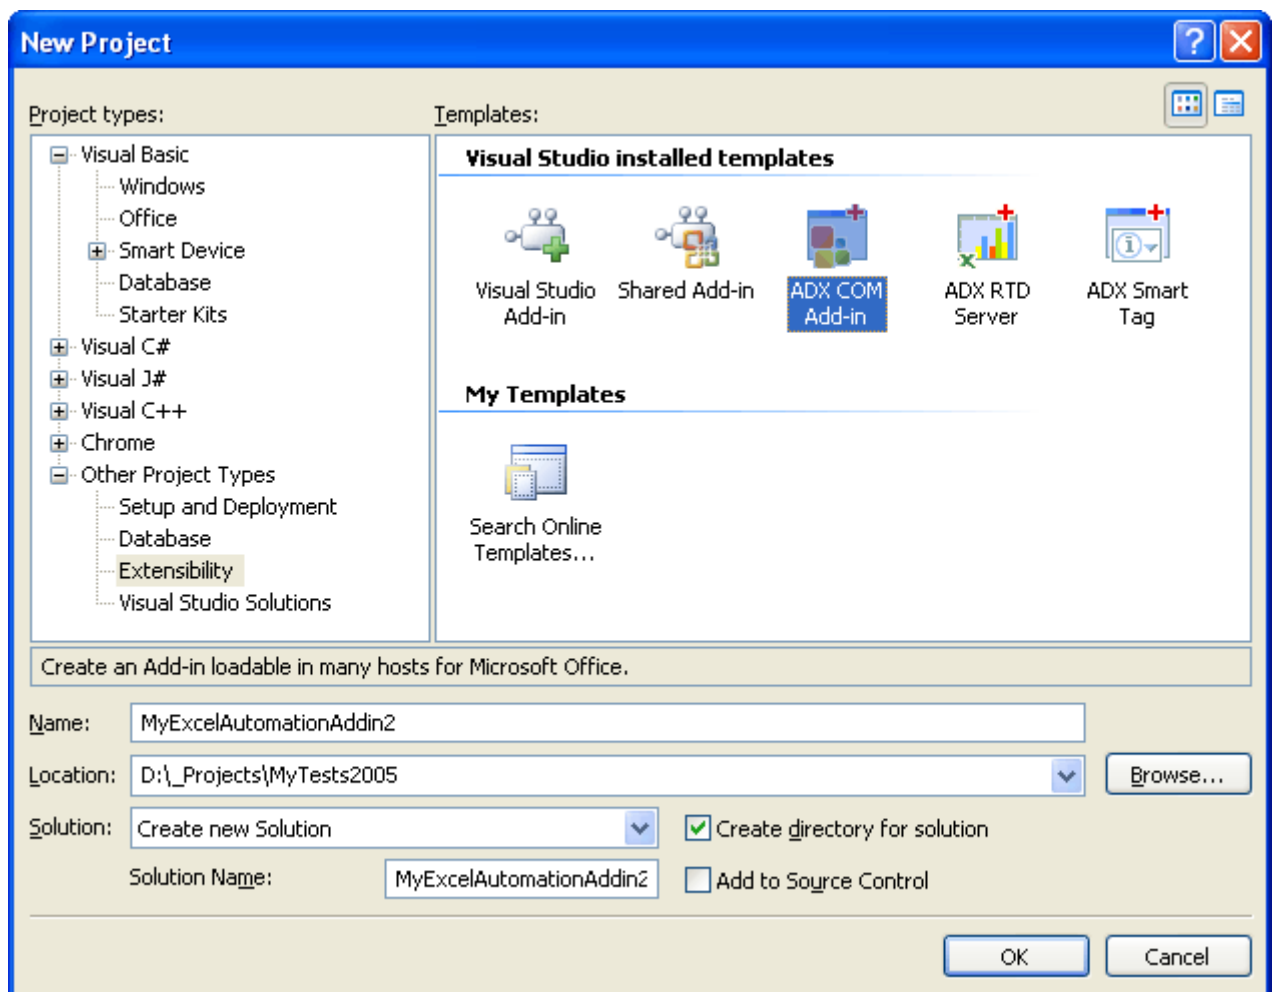 New Project
Project types:
Templates:
Visual Basic
Windows
Office
Smart Device
Database
Starter Kits
Visual C#
Visual J#
Visual C++
Chrome
Other Project Types
Setup and Deployment
Database
Extensibility
Visual Studio Solutions
Visual Studio installed templates
Visual Studio
Add-in
Shared Add-in
ADX COM
Add-in
ADX RTD
Server
ADX Smart
Tag
My Templates
Search Online
Templates...
Create an Add-in loadable in many hosts for Microsoft Office.
Name:
MyExcelAutomationAddin2
Location:
D:\_Projects\MyTests2005
Browse...
Solution:
Create new Solution
Create directory for solution
Solution Name:
MyExcelAutomationAddin2
Add to Source Control
OK
Cancel